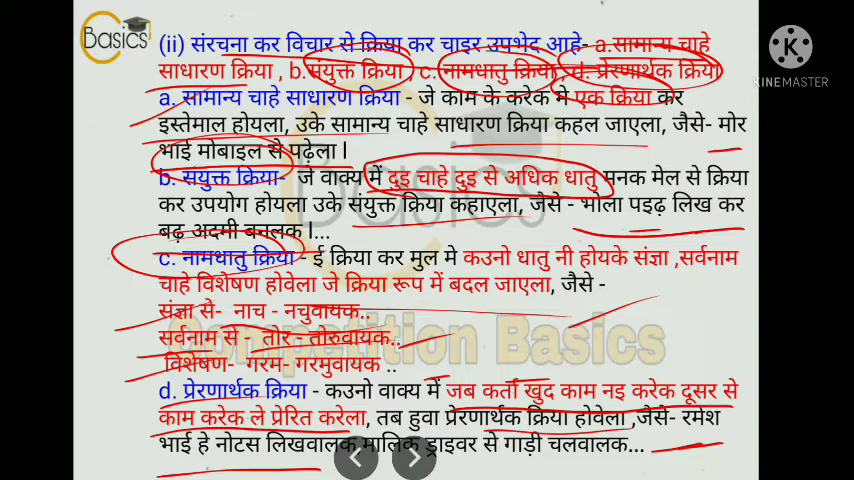 Basics
K
KINEMASTER
(ii) संरचना कर विचार से क्रिया कर चाइर उपभेद आहे- a.सामान्य चाहे
साधारण क्रिया , b.संयुक्त क्रिया , c.नामधातु क्रिया , d. प्रेरणार्थक क्रिया
a. सामान्य चाहे साधारण क्रिया - जे काम के करेक मे एक क्रिया कर
इस्तेमाल होयला, उके सामान्य चाहे साधारण क्रिया कहल जाएला, जैसे- मोर
भाई मोबाइल से पढ़ेला l
b. संयुक्त क्रिया- जे वाक्य में दुइ चाहे दुइ से अधिक धातु मनक मेल से क्रिया
कर उपयोग होयला उके संयुक्त क्रिया कहाएला, जैसे - भोला पइढ़ लिख कर
बढ़ अदमी बनलक l...
c. नामधातु क्रिया - ई क्रिया कर मुल मे कउनो धातु नी होयके संज्ञा ,सर्वनाम
चाहे विशेषण होवेला जे क्रिया रूप में बदल जाएला, जैसे -
संज्ञा से- नाच - नचुवायक..
सर्वनाम से - तोर - तोरुवायक..
विशेषण- गरम- गरमुवायक ..
Competition Basics
d. प्रेरणार्थक क्रिया - कउनो वाक्य में जब कर्ता खुद काम नइ करेक दूसर से
काम करेक ले प्रेरित करेला, तब हुवा प्रेरणार्थक क्रिया होवेला ,जैसे- रमेश
भाई हे नोटस लिखवालक,मालिक ड्राइवर से गाड़ी चलवालक...